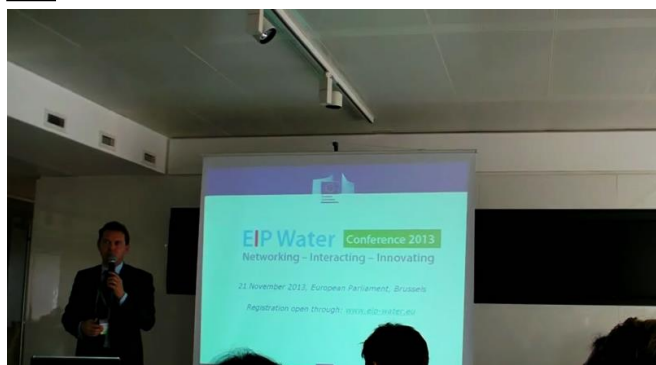 EIP Water Conference 2013
Networking – Interacting – Innovating
21 November 2013, European Parliament, Brussels
Registration open through: www.eip-water.eu